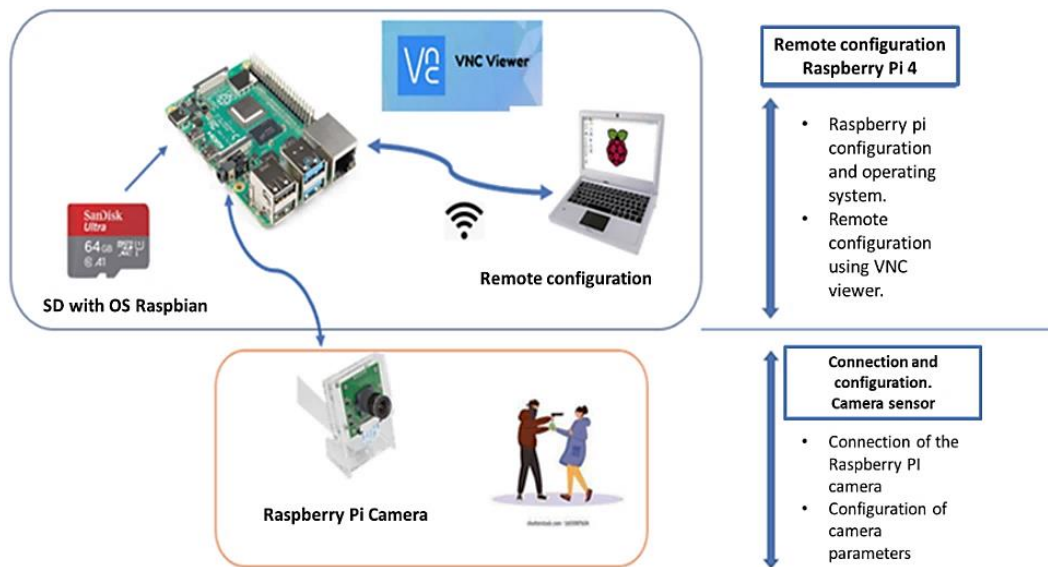 VNC
VNC Viewer
SanDisk
Ultra
64GB
A1
SD with OS Raspbian
Remote configuration
Raspberry Pi Camera
Remote configuration
Raspberry Pi 4
• Raspberry pi
configuration
and operating
system.
• Remote
configuration
using VNC
viewer.
Connection and
configuration.
Camera sensor
• Connection of the
Raspberry PI
camera
• Configuration of
camera
parameters